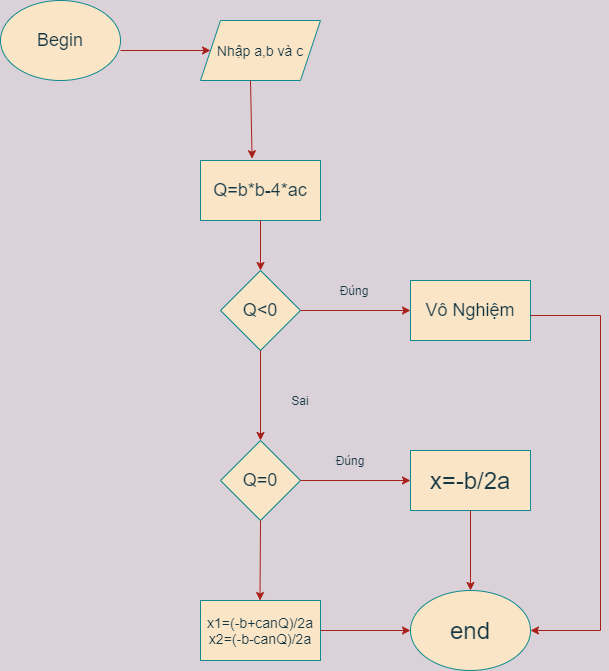 Begin
Nhập a,b và c
Q=b*b-4*ac
Q<0
Đúng
Vô Nghiệm
Sai
Q=0
Đúng
x=-b/2a
x1=(-b+canQ)/2a
x2=(-b-canQ)/2a
end